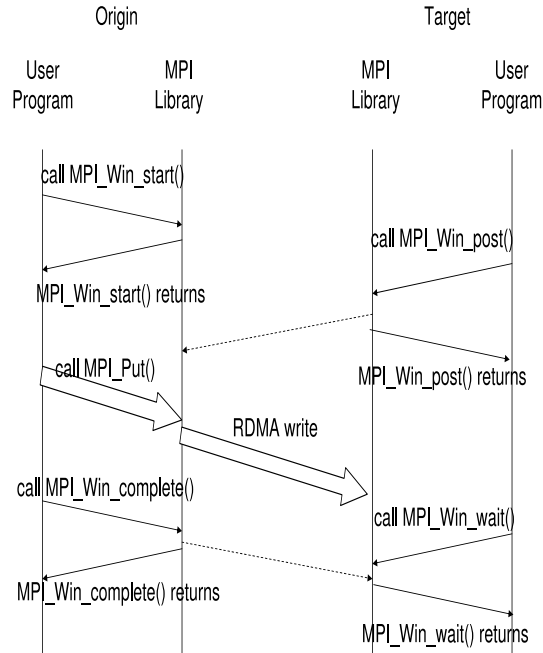 Origin
Target
User
Program
MPI
Library
MPI
Library
User
Program
call MPI_Win_start()
call MPI_Win_post()
MPI_Win_start() returns
call MPI_Put()
MPI_Win_post() returns
RDMA write
call MPI_Win_complete()
call MPI_Win_wait()
MPI_Win_complete() returns
MPI_Win_wait() returns